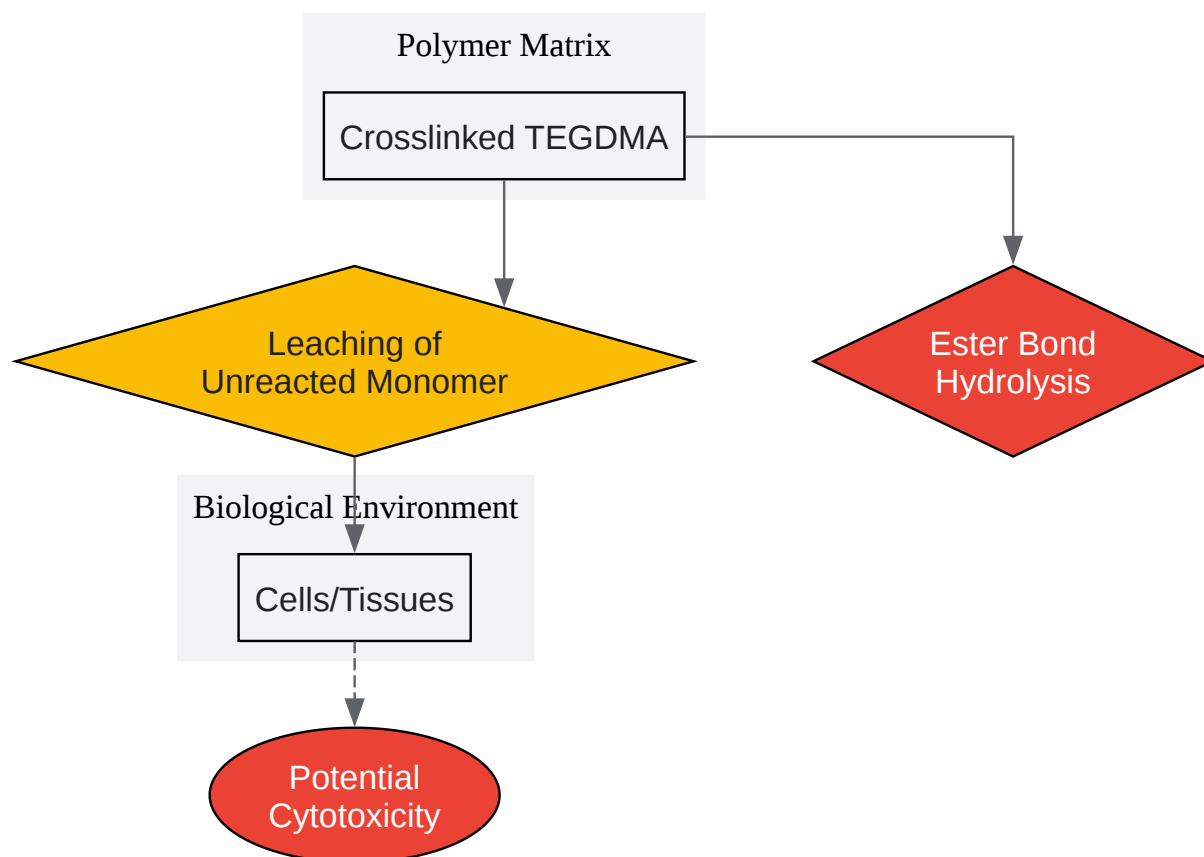 Polymer Matrix
Crosslinked TEGDMA
Leaching of
Unreacted Monomer
Ester Bond
Hydrolysis
Biological Environment
Cells/Tissues
Potential
Cytotoxicity